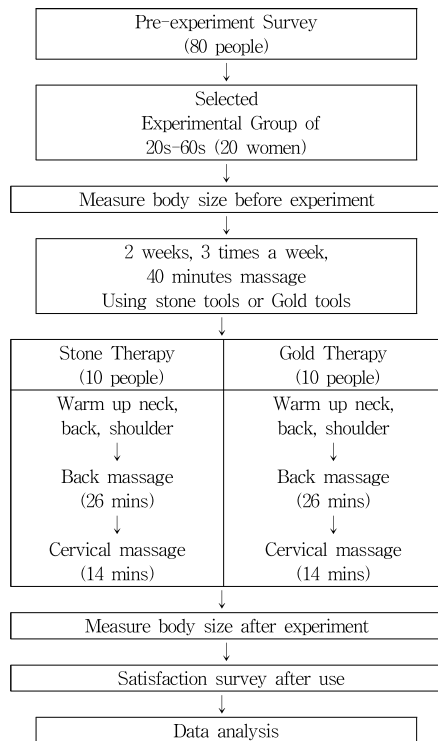 Pre-experiment Survey
(80 people)
↓
Selected
Experimental Group of
20s-60s (20 women)
↓
Measure body size before experiment
↓
2 weeks, 3 times a week,
40 minutes massage
Using stone tools or Gold tools
↓
Stone Therapy
(10 people)
Warm up neck,
back, shoulder
↓
Back massage
(26 mins)
↓
Cervical massage
(14 mins)
Gold Therapy
(10 people)
Warm up neck,
back, shoulder
↓
Back massage
(26 mins)
↓
Cervical massage
(14 mins)
↓
Measure body size after experiment
↓
Satisfaction survey after use
↓
Data analysis